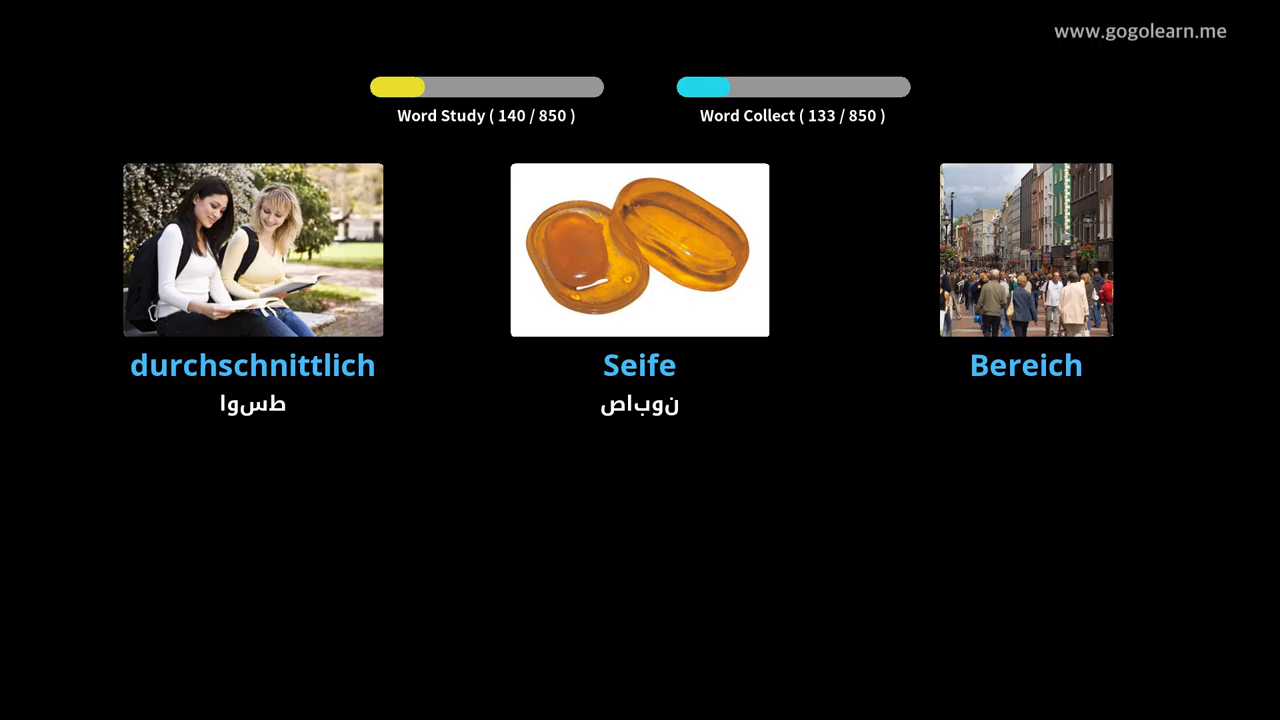 www.gogolearn.me
Word Study ( 140 / 850 )
Word Collect ( 133 / 850 )
durchschnittlich
طسوا
Seife
نوباص
Bereich